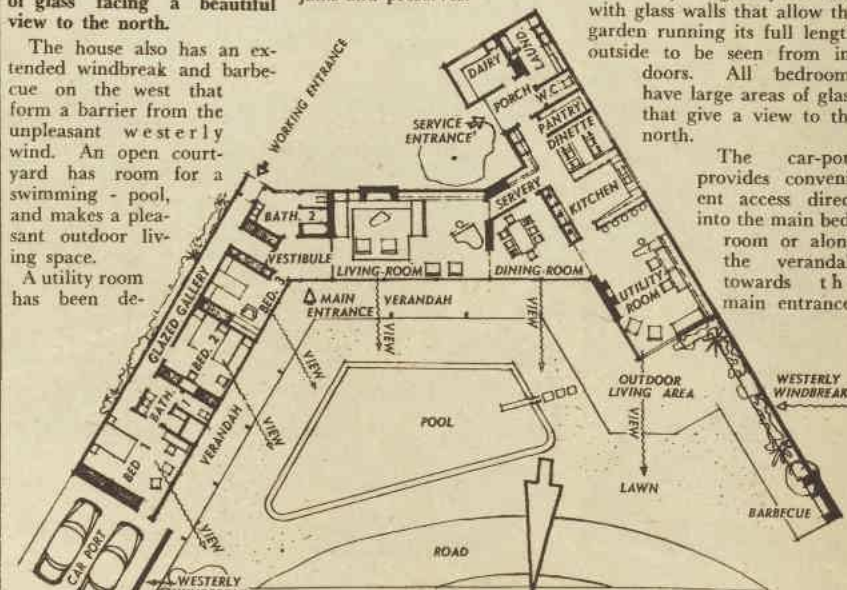 of glass facing a beautiful
view to the north.
The house also has an ex-
tended windbreak and barbe-
cue on the west that
form a barrier from the
unpleasant westerly
wind. An open court-
yard has room for a
swimming - pool,
and makes a plea-
sant outdoor liv-
ing space.
A utility room
has been de-
with glass walls that allow th
garden running its full length
outside to be seen from in
doors. All bedroom
have large areas of glas
that give a view to th
north.
The car-por
provides conveni
ent access direc
into the main bed
room or alon
the veranda
towards th
main entrance
WORKING ENTRANCE
DAIRY
LAUND.
PORCH
W.C.
PANTRY
DINETTE
SERVICE
ENTRANCE
KITCHEN
SERVERY
BATH. 2
VESTIBULE
LIVING-ROOM
DINING-ROOM
UTILITY
ROOM
GLAZED GALLERY
BED. 3
MAIN
ENTRANCE
VERANDAH
VIEW
VIEW
VIEW
BED. 2
BATH. 1
BED 1
VERANDAH
VIEW
VIEW
POOL
OUTDOOR
LIVING AREA
VIEW
LAWN
WESTERLY
WINDBREAK
BARBECUE
CAR PORT
ROAD
WESTERLY